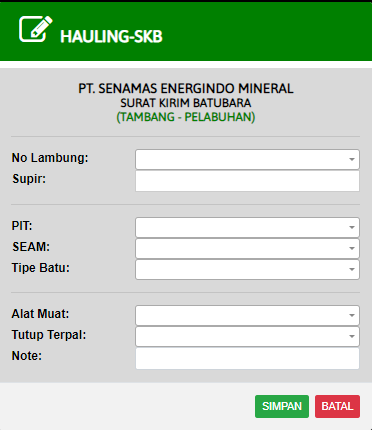 HAULING-SKB
PT. SENAMAS ENERGINDO MINERAL
SURAT KIRIM BATUBARA
(TAMBANG - PELABUHAN)
No Lambung:
Supir:
PIT:
SEAM:
Tipe Batu:
Alat Muat:
Tutup Terpal:
Note:
SIMPAN BATAL